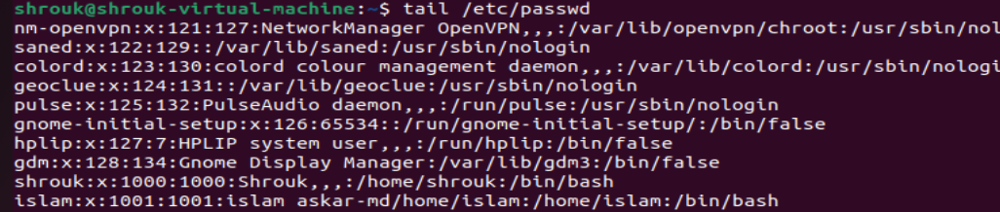 shrouk@shrouk-virtual-machine:~$ tail /etc/passwd
nm-openvpn:x:121:127:NetworkManager OpenVPN,,,:/var/lib/openvpn/chroot:/usr/sbin/nol
saned:x:122:129::/var/lib/saned:/usr/sbin/nologin
colord:x:123:130:colord colour management daemon,,,:/var/lib/colord:/usr/sbin/nologi
geoclue:x:124:131::/var/lib/geoclue:/usr/sbin/nologin
pulse:x:125:132:PulseAudio daemon,,,:/run/pulse:/usr/sbin/nologin
gnome-initial-setup:x:126:65534::/run/gnome-initial-setup/:/bin/false
hplip:x:127:7:HPLIP system user,,,:/run/hplip:/bin/false
gdm:x:128:134:Gnome Display Manager:/var/lib/gdm3:/bin/false
shrouk:x:1000:1000:Shrouk,,,:/home/shrouk:/bin/bash
islam:x:1001:1001:islam askar-md/home/islam:/home/islam:/bin/bash